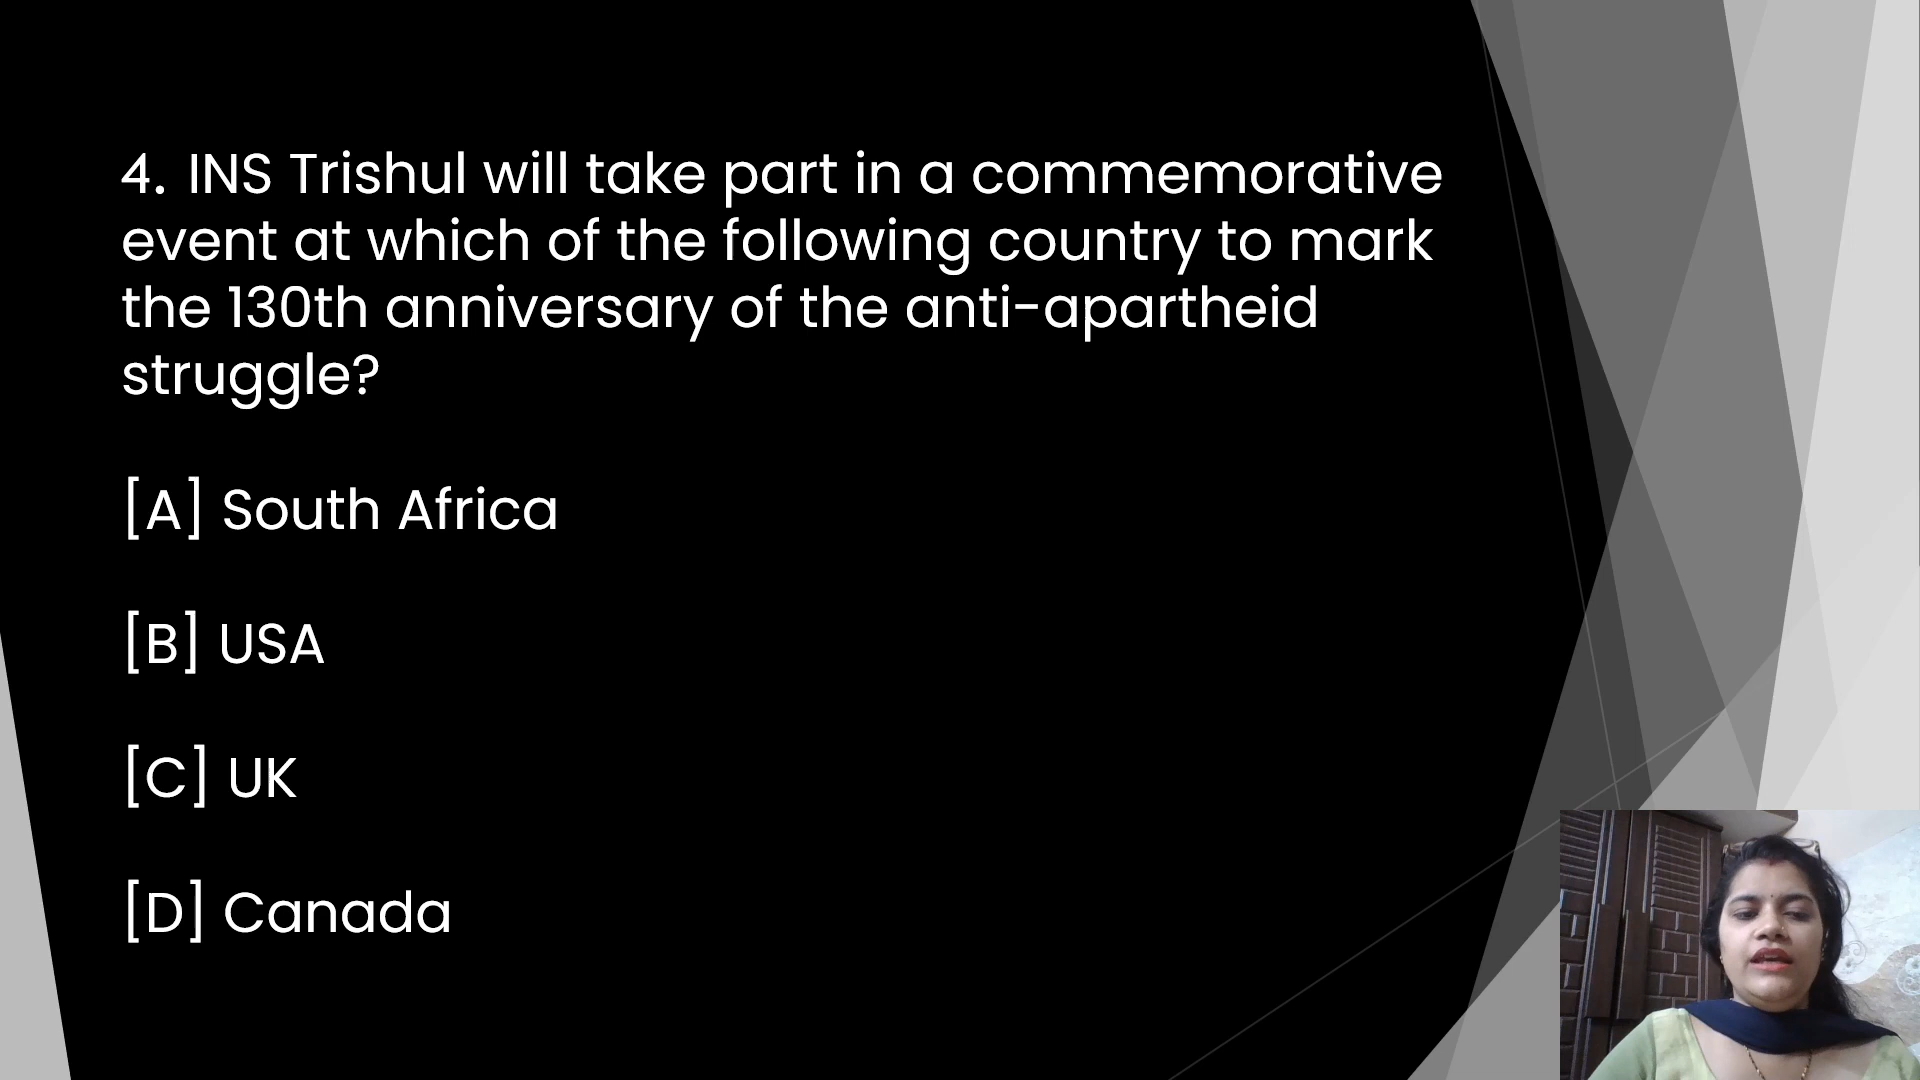 4. INS Trishul will take part in a commemorative
event at which of the following country to mark
the 130th anniversary of the anti-apartheid
struggle?
[A] South Africa
[B] USA
[C] UK
[D] Canada